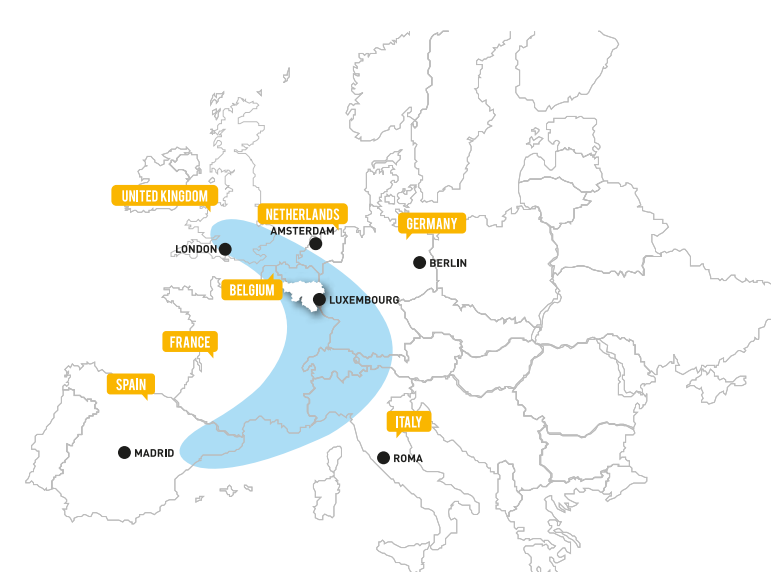 UNITED KINGDOM
NETHERLANDS
AMSTERDAM
GERMANY
LONDON
BERLIN
BELGIUM
LUXEMBOURG
FRANCE
SPAIN
ITALY
MADRID
ROMA